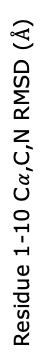 Residue 1-10 Cα,C,N RMSD (Å)